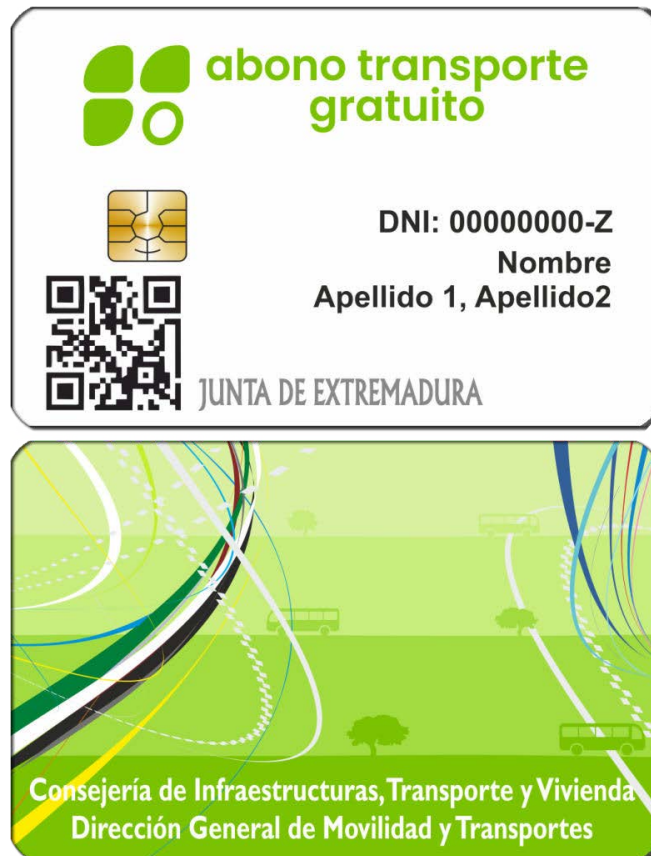 abono transporte
gratuito
DNI: 00000000-Z
Nombre
Apellido 1, Apellido2
JUNTA DE EXTREMADURA
Consejería de Infraestructuras, Transporte y Vivienda
Dirección General de Movilidad y Transportes